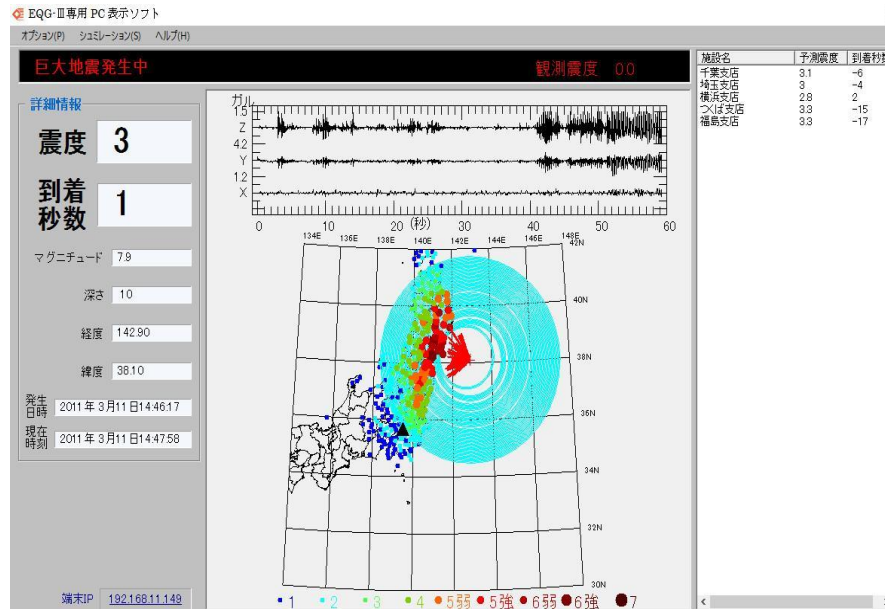 EQG-Ⅲ専用 PC 表示ソフト
オプション(P) シュミレーション(S) ヘルプ(H)
巨大地震発生中 観測震度 0.0
詳細情報
震度 3
到着秒数 1
マグニチュード 7.9
深さ 10
経度 142.90
緯度 38.10
発生日時 2011 年 3月11 日14:46:17
現在時刻 2011 年 3月11 日14:47:58
端末IP 192.168.11.149
ガル
1.5
Z
4.2
Y
1.2
X
0 10 20 (秒) 30 40 50 60
134E 136E 138E 140E 142E 144E 146E 148E
42N
40N
38N
36N
34N
32N
30N
1 2 3 4 5弱 5強 6弱 6強 7
施設名 予測震度 到着秒数
千葉支店 3.1 -6
埼玉支店 3 -4
横浜支店 2.8 2
つくば支店 3.3 -15
福島支店 3.3 -17